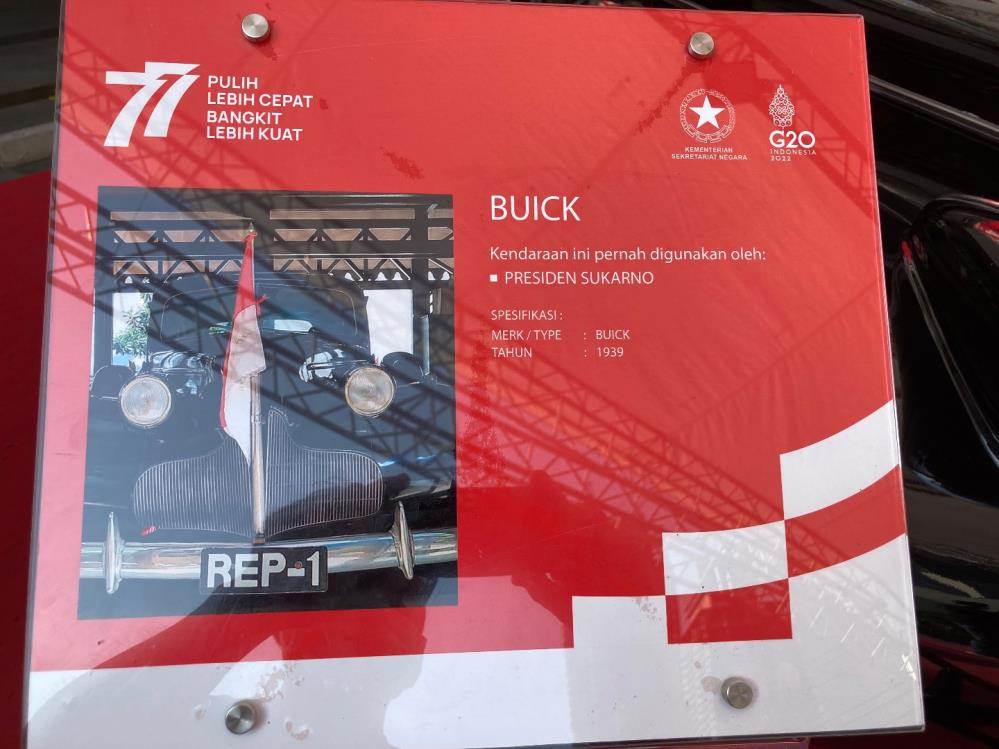 77
PULIH
LEBIH CEPAT
BANGKIT
LEBIH KUAT
KEMENTERIAN
SEKRETARIAT NEGARA
G20
INDONESIA
2022
BUICK
Kendaraan ini pernah digunakan oleh:
▪ PRESIDEN SUKARNO
SPESIFIKASI :
MERK / TYPE : BUICK
TAHUN : 1939
REP-1